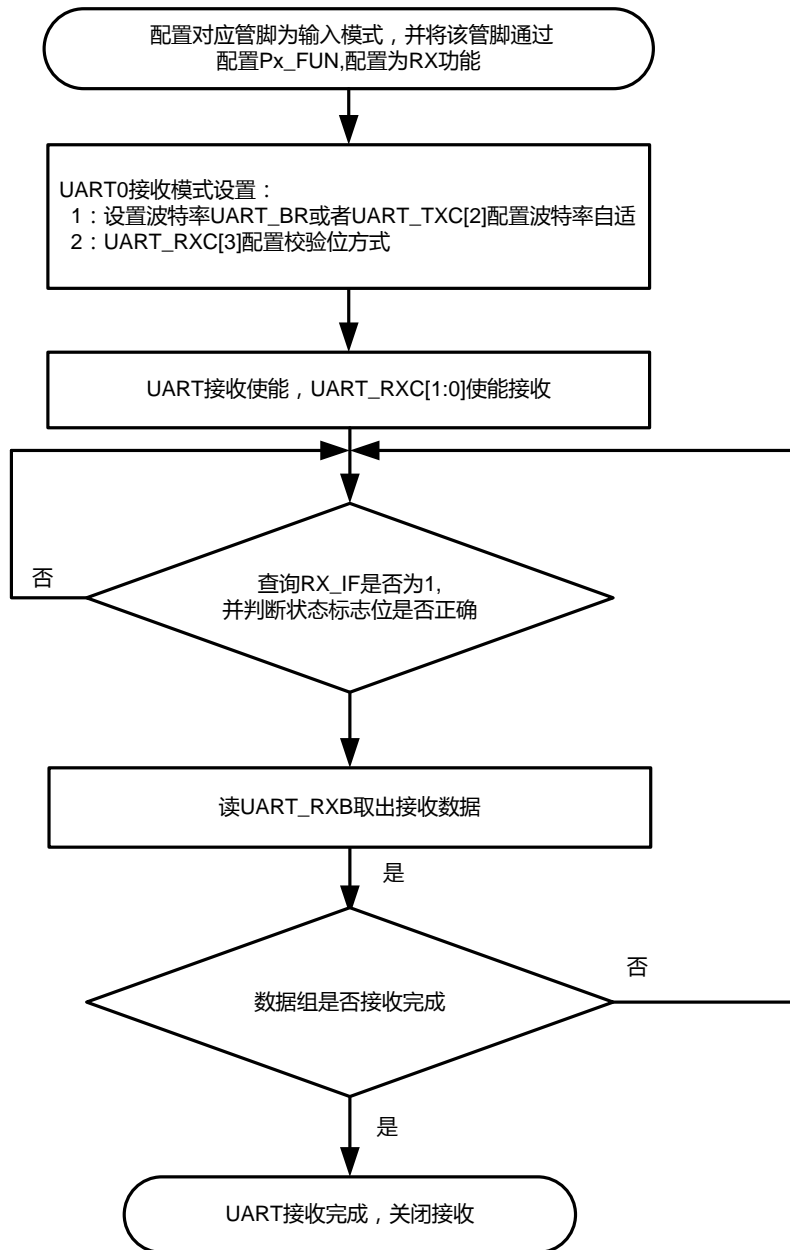 配置对应管脚为输入模式，并将该管脚通过
配置Px_FUN,配置为RX功能
UART0接收模式设置：
1：设置波特率UART_BR或者UART_TXC[2]配置波特率自适
2：UART_RXC[3]配置校验位方式
UART接收使能，UART_RXC[1:0]使能接收
否
查询RX_IF是否为1,
并判断状态标志位是否正确
读UART_RXB取出接收数据
是
否
数据组是否接收完成
是
UART接收完成，关闭接收